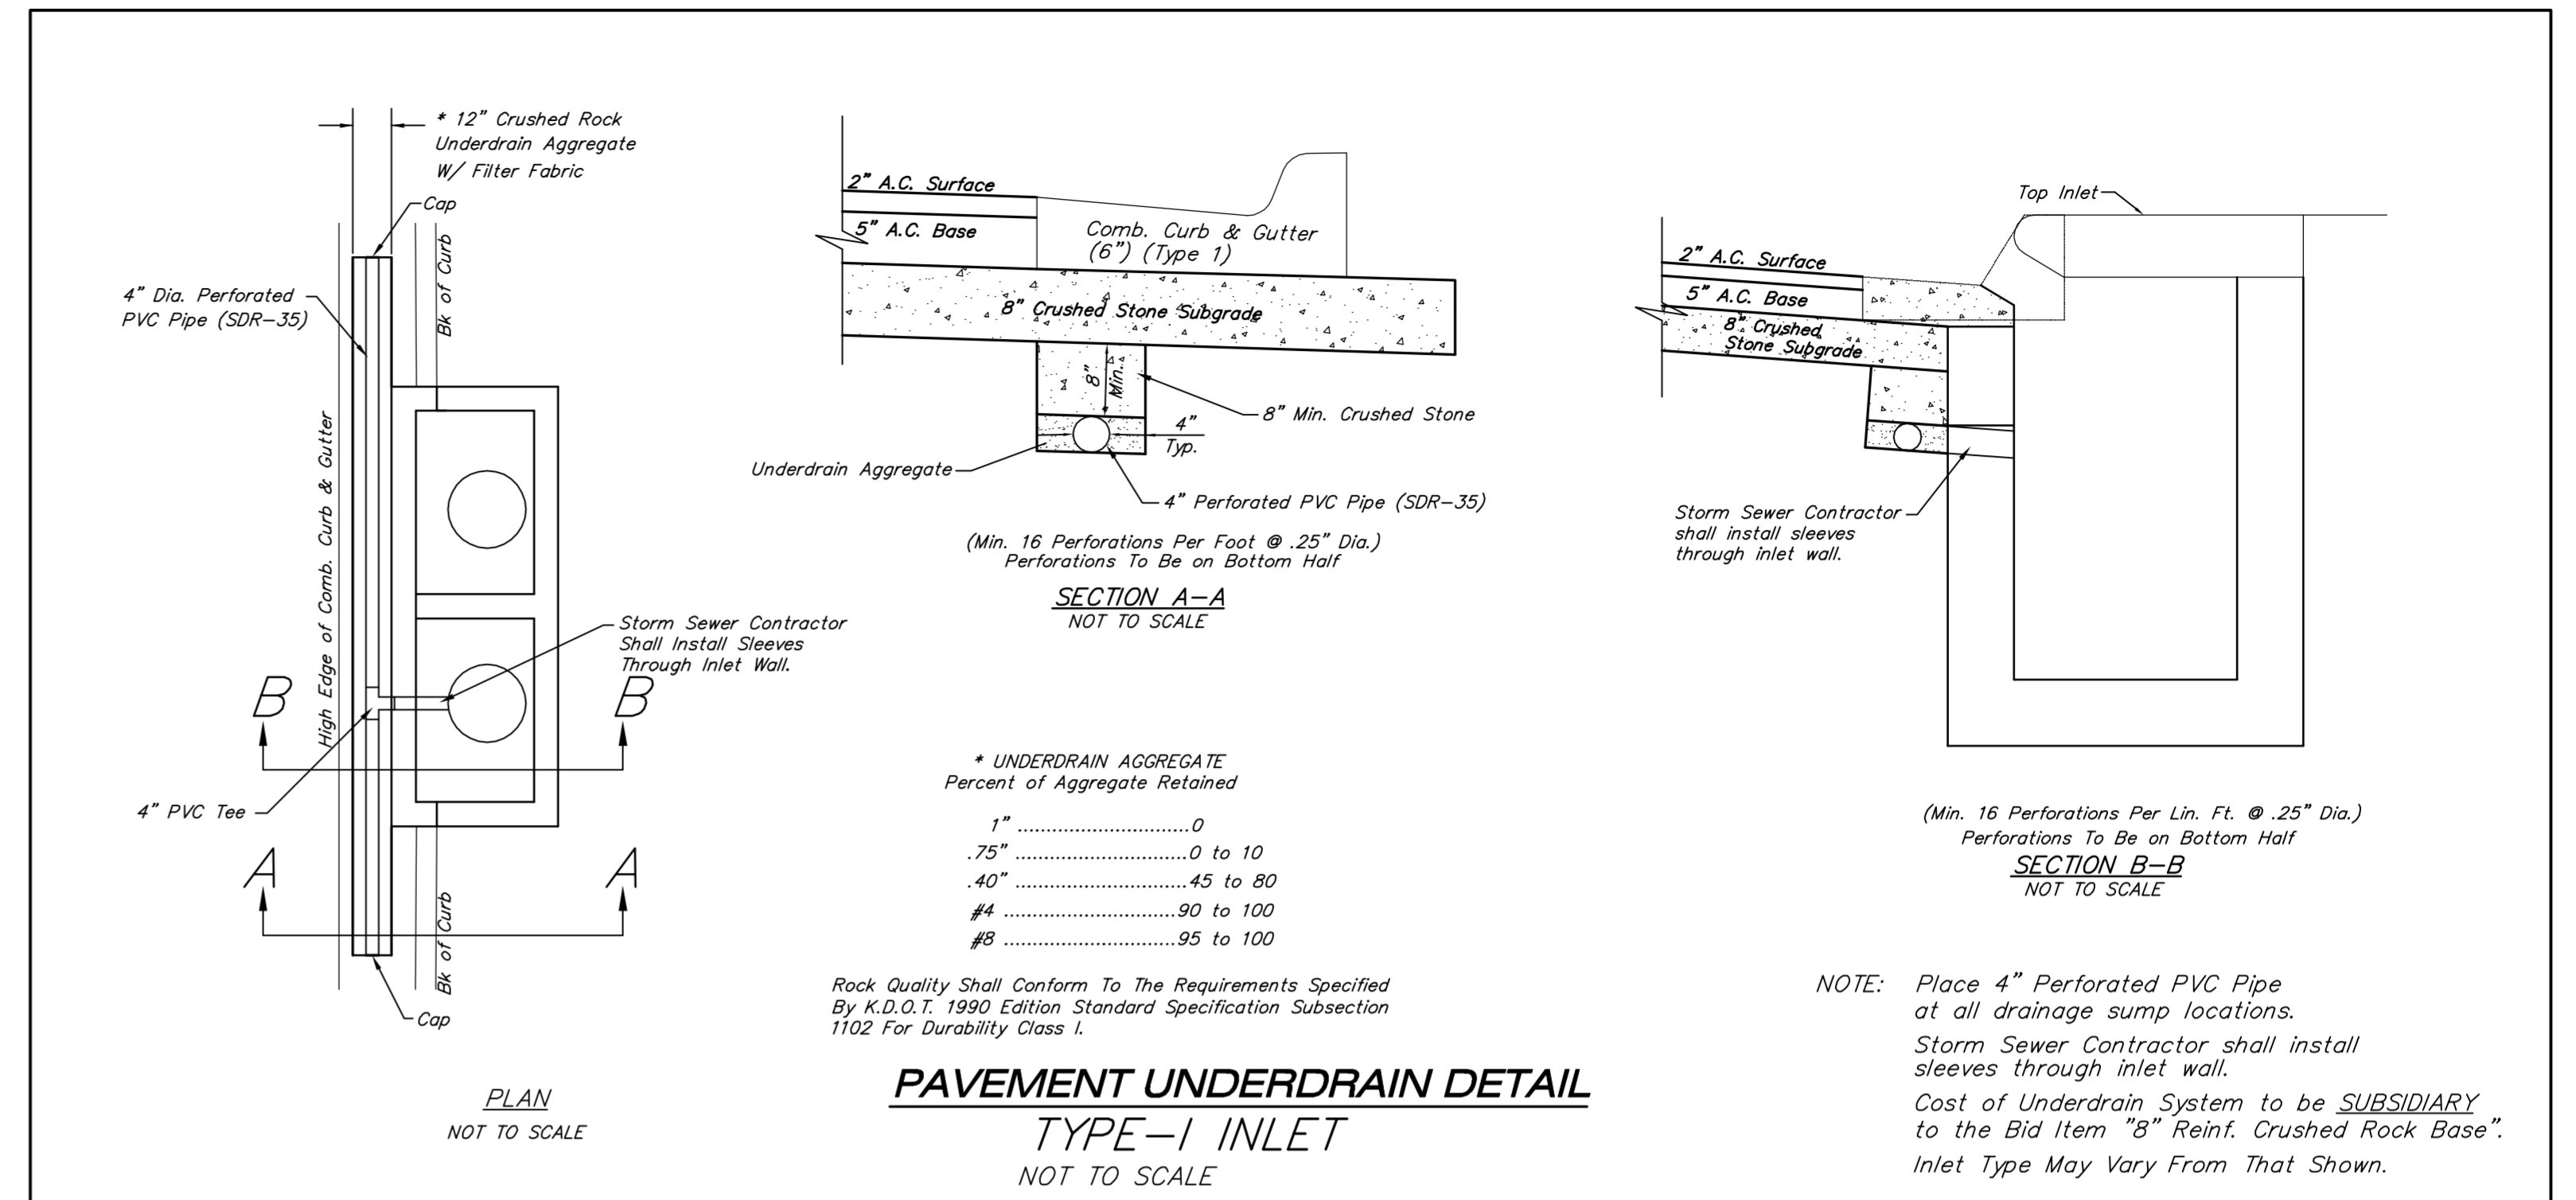 * 12" Crushed Rock
Underdrain Aggregate
W/ Filter Fabric
Cap
Bk of Curb
4" Dia. Perforated
PVC Pipe (SDR-35)
High Edge of Comb. Curb & Gutter
Storm Sewer Contractor
Shall Install Sleeves
Through Inlet Wall.
B
B
4" PVC Tee
A
A
Bk of Curb
Cap
PLAN
NOT TO SCALE
2" A.C. Surface
5" A.C. Base
Comb. Curb & Gutter
(6") (Type 1)
8" Crushed Stone Subgrade
8"
Min.
8" Min. Crushed Stone
4"
Typ.
Underdrain Aggregate
4" Perforated PVC Pipe (SDR-35)
(Min. 16 Perforations Per Foot @ .25" Dia.)
Perforations To Be on Bottom Half
SECTION A-A
NOT TO SCALE
* UNDERDRAIN AGGREGATE
Percent of Aggregate Retained
1" ..............................0
.75" ..............................0 to 10
.40" ..............................45 to 80
#4 ..............................90 to 100
#8 ..............................95 to 100
Rock Quality Shall Conform To The Requirements Specified
By K.D.O.T. 1990 Edition Standard Specification Subsection
1102 For Durability Class I.
PAVEMENT UNDERDRAIN DETAIL
TYPE-I INLET
NOT TO SCALE
Top Inlet
2" A.C. Surface
5" A.C. Base
8" Crushed
Stone Subgrade
Storm Sewer Contractor
shall install sleeves
through inlet wall.
(Min. 16 Perforations Per Lin. Ft. @ .25" Dia.)
Perforations To Be on Bottom Half
SECTION B-B
NOT TO SCALE
NOTE: Place 4" Perforated PVC Pipe
at all drainage sump locations.
Storm Sewer Contractor shall install
sleeves through inlet wall.
Cost of Underdrain System to be SUBSIDIARY
to the Bid Item "8" Reinf. Crushed Rock Base".
Inlet Type May Vary From That Shown.